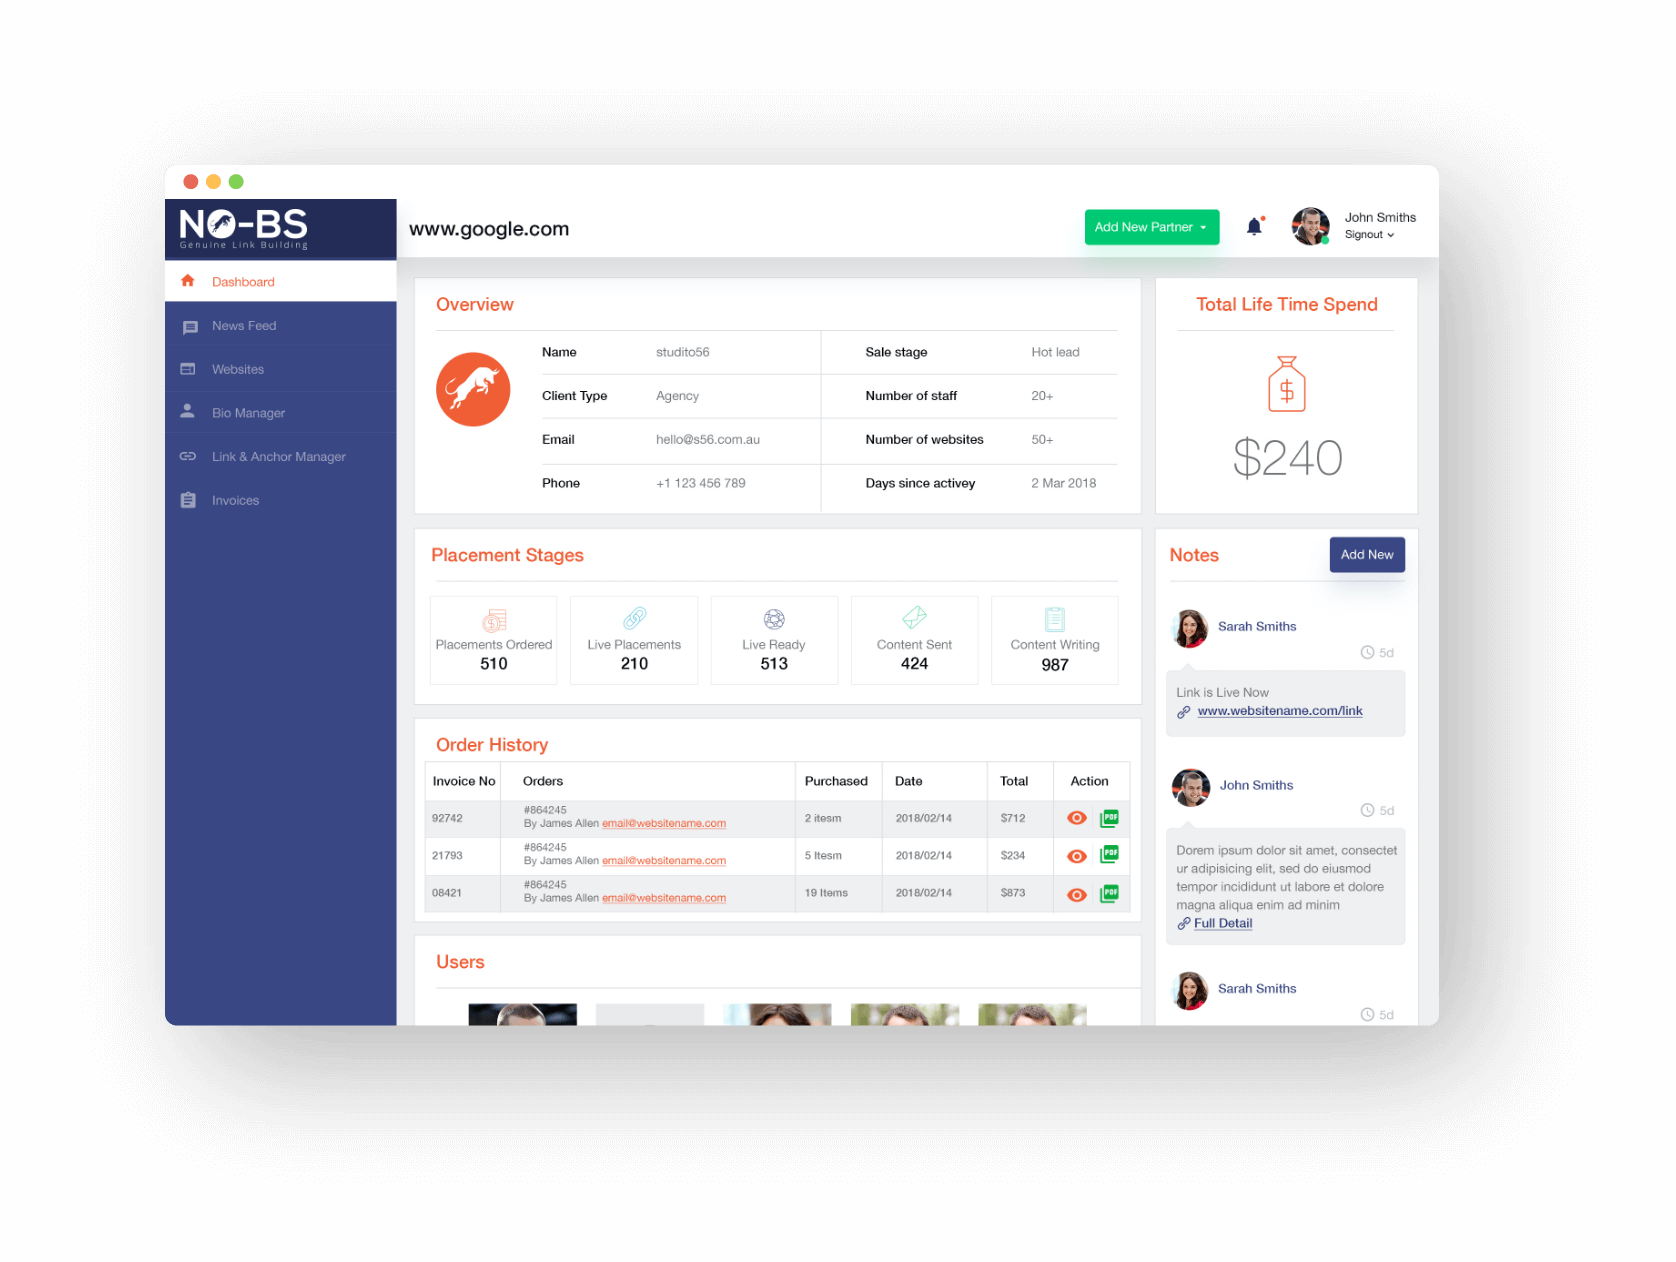 NO-BS
Genuine Link Building
www.google.com
Add New Partner
John Smiths
Signout
Dashboard
News Feed
Websites
Bio Manager
Link & Anchor Manager
Invoices
Overview
Name studito56 Sale stage Hot lead
Client Type Agency Number of staff 20+
Email hello@s56.com.au Number of websites 50+
Phone +1 123 456 789 Days since activey 2 Mar 2018
Total Life Time Spend
$
$240
Placement Stages
Placements Ordered
510
Live Placements
210
Live Ready
513
Content Sent
424
Content Writing
987
Order History
Invoice No Orders Purchased Date Total Action
#864245
92742 By James Allen email@websitename.com 2 itesm 2018/02/14 $712 PDF
#864245
21793 By James Allen email@websitename.com 5 Itesm 2018/02/14 $234 PDF
#864245
08421 By James Allen email@websitename.com 19 Items 2018/02/14 $873 PDF
Users
Notes
Add New
Sarah Smiths
5d
Link is Live Now
www.websitename.com/link
John Smiths
5d
Dorem ipsum dolor sit amet, consectet
ur adipisicing elit, sed do eiusmod
tempor incididunt ut labore et dolore
magna aliqua enim ad minim
Full Detail
Sarah Smiths
5d